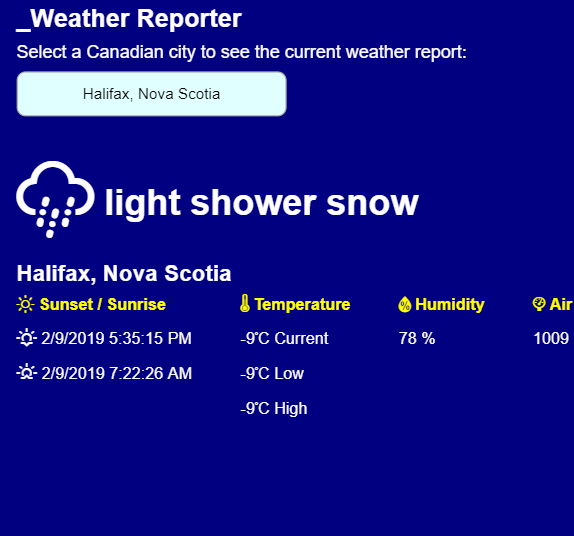 _Weather Reporter
Select a Canadian city to see the current weather report:
Halifax, Nova Scotia
light shower snow
Halifax, Nova Scotia
Sunset / Sunrise Temperature Humidity Air
2/9/2019 5:35:15 PM -9°C Current 78 % 1009
2/9/2019 7:22:26 AM -9°C Low
-9°C High